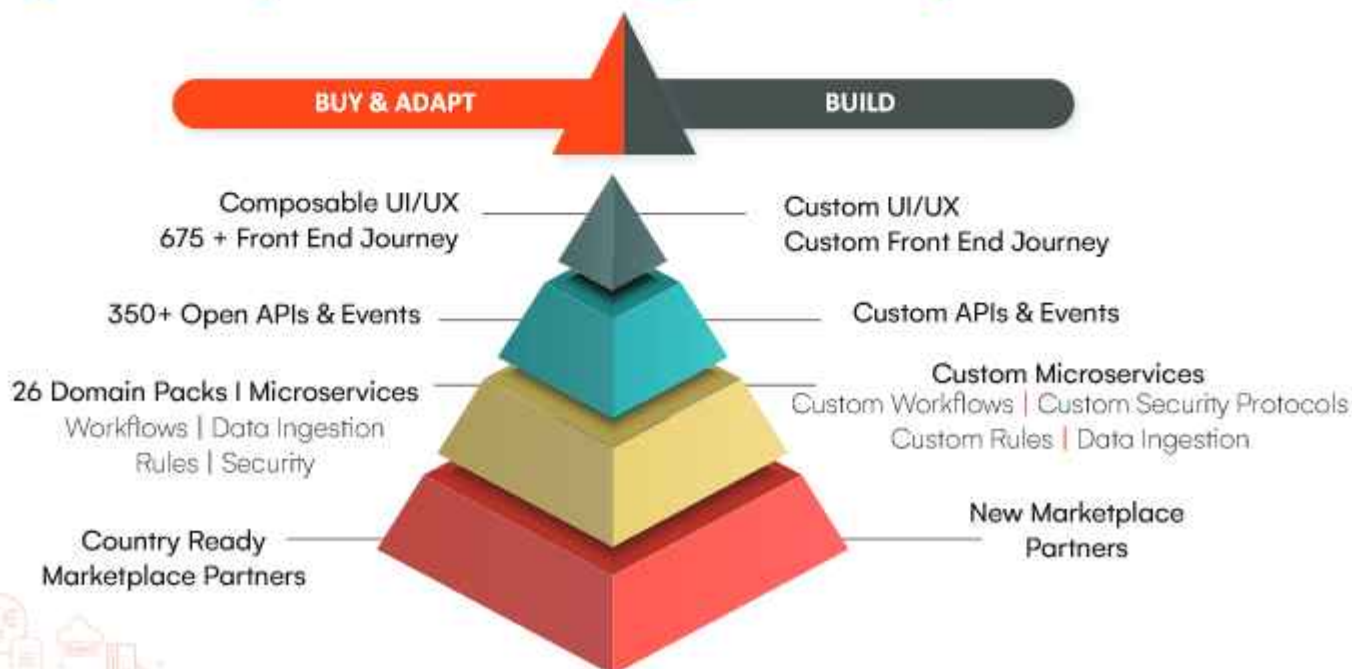 BUY & ADAPT
BUILD
Composable UI/UX
675 + Front End Journey
Custom UI/UX
Custom Front End Journey
350+ Open APIs & Events
Custom APIs & Events
26 Domain Packs | Microservices
Workflows | Data Ingestion
Rules | Security
Custom Microservices
Custom Workflows | Custom Security Protocols
Custom Rules | Data Ingestion
Country Ready
Marketplace Partners
New Marketplace
Partners